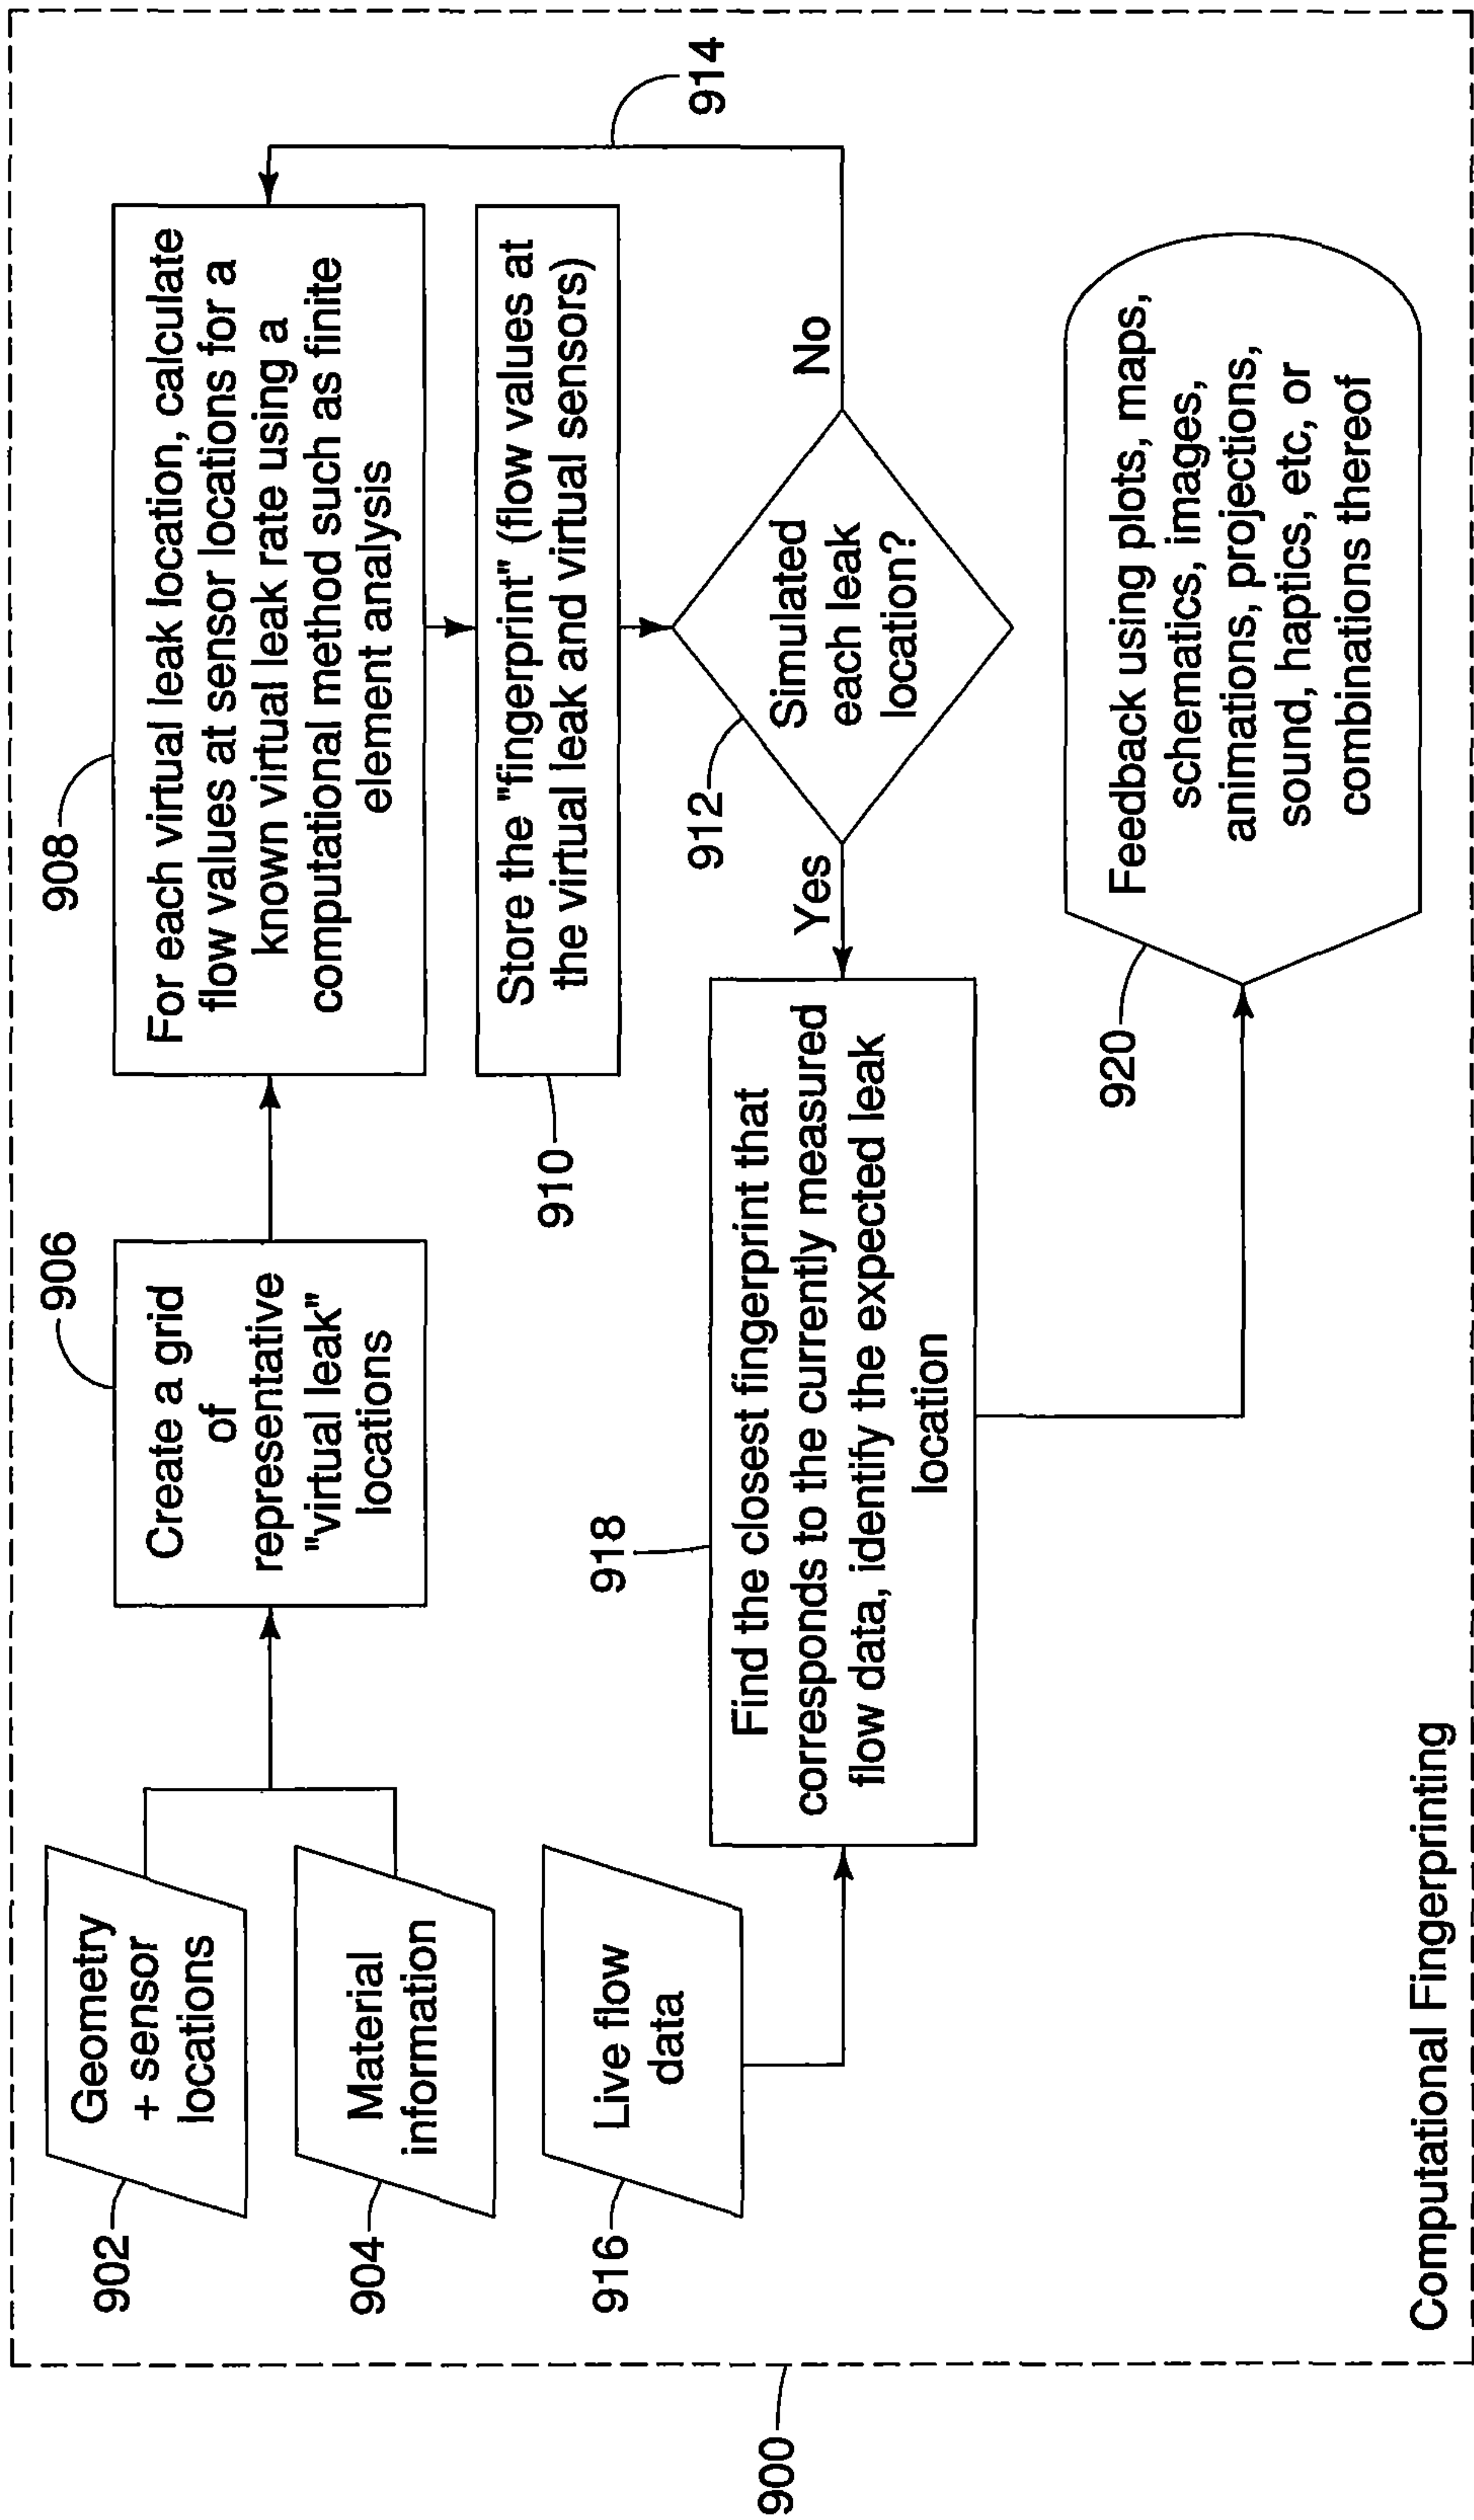 902
Geometry
+ sensor
locations
904
Material
information
906
Create a grid
of
representative
"virtual leak"
locations
908
For each virtual leak location, calculate
flow values at sensor locations for a
known virtual leak rate using a
computational method such as finite
element analysis
910
Store the "fingerprint" (flow values at
the virtual leak and virtual sensors)
912
Simulated
each leak
location?
Yes
No
914
916
Live flow
data
918
Find the closest fingerprint that
corresponds to the currently measured
flow data, identify the expected leak
location
920
Feedback using plots, maps,
schematics, images,
animations, projections,
sound, haptics, etc, or
combinations thereof
Computational Fingerprinting
900